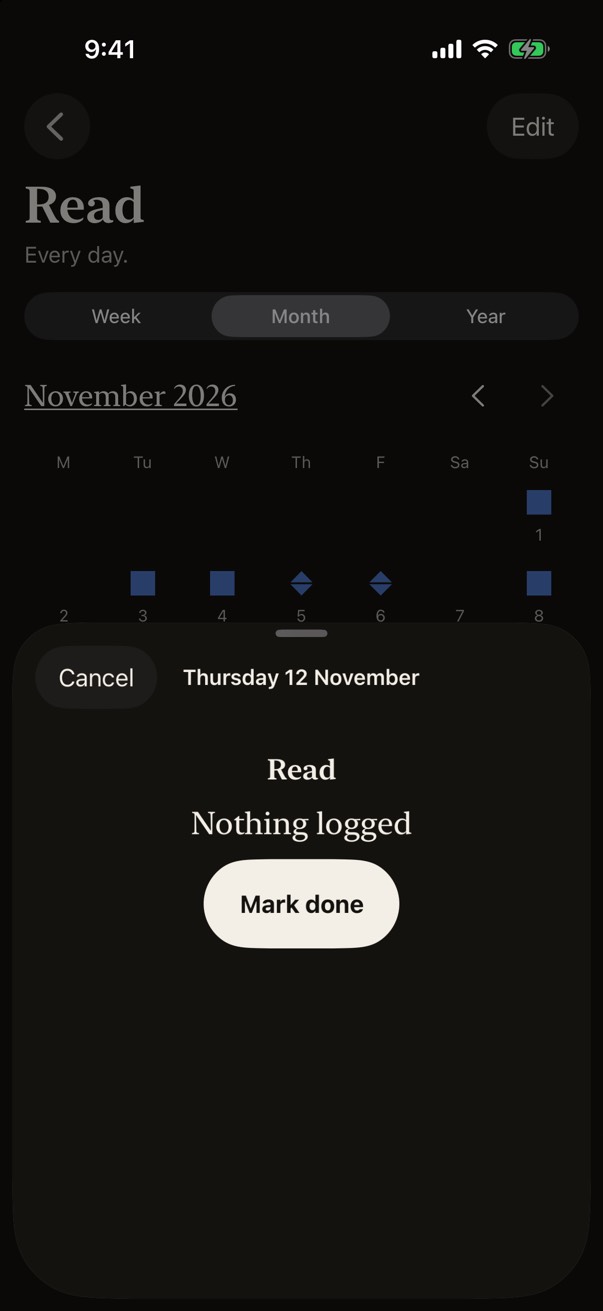 9:41
Edit
Read
Every day.
Week Month Year
November 2026
M Tu W Th F Sa Su
1
2 3 4 5 6 7 8
Cancel Thursday 12 November
Read
Nothing logged
Mark done